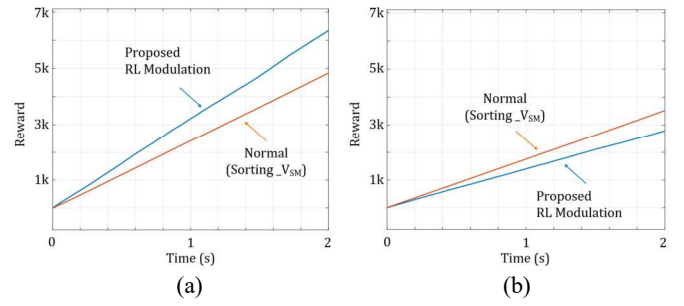 7k
5k
3k
1k
Reward
Proposed
RL Modulation
Normal
(Sorting _VSM)
0
1
2
Time (s)
(a)
7k
5k
3k
1k
Reward
Normal
(Sorting _VSM)
Proposed
RL Modulation
0
1
2
Time (s)
(b)